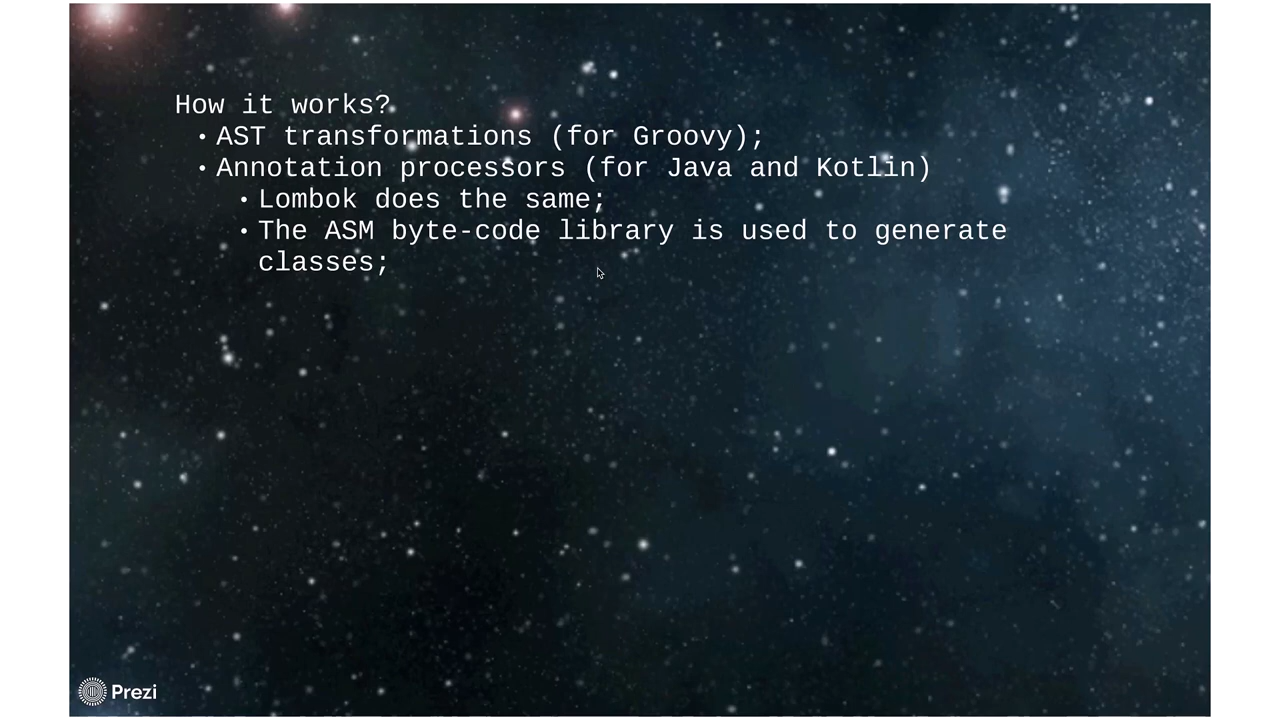 How it works?
• AST transformations (for Groovy);
• Annotation processors (for Java and Kotlin)
• Lombok does the same;
• The ASM byte-code library is used to generate
classes;
Prezi